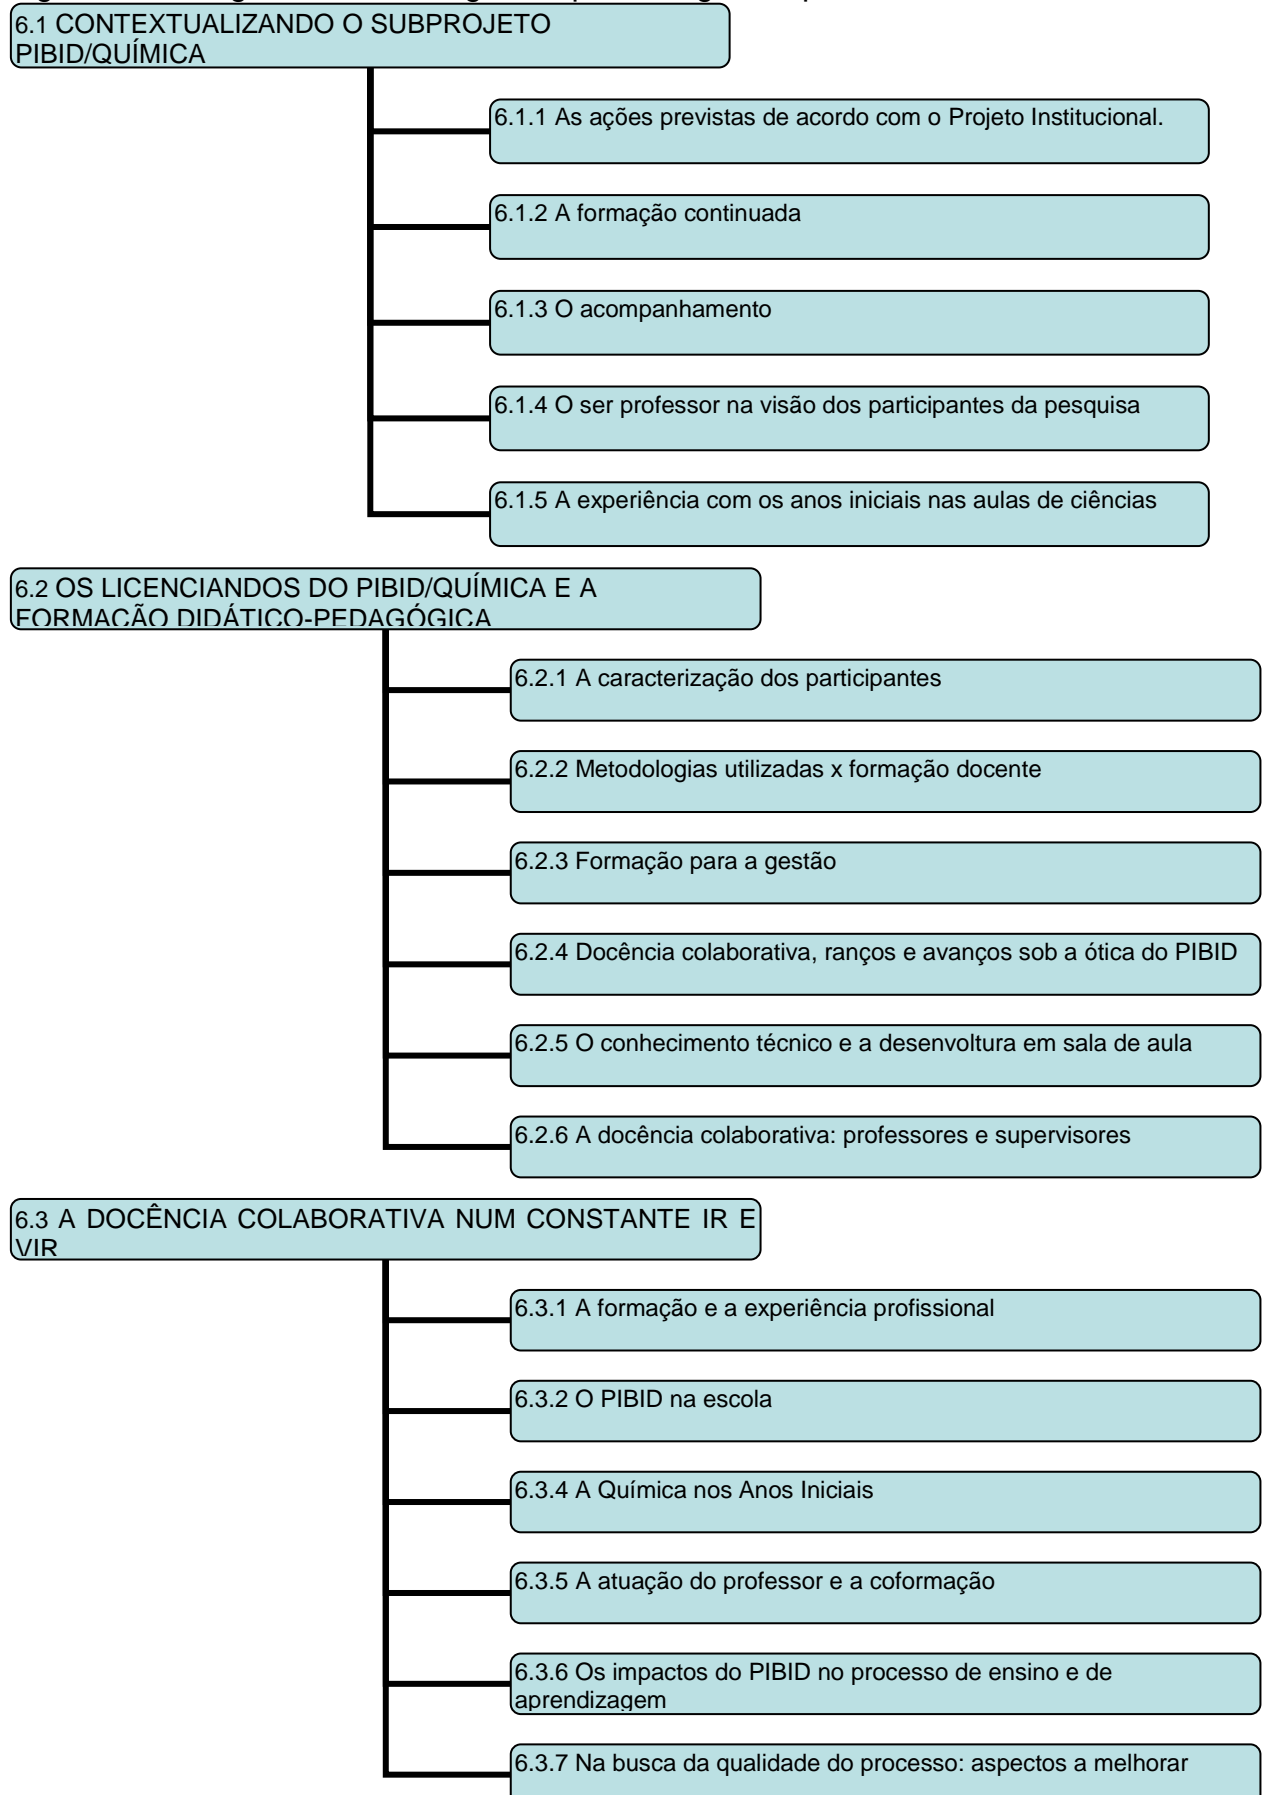 6.1 CONTEXTUALIZANDO O SUBPROJETO
PIBID/QUÍMICA
6.1.1 As ações previstas de acordo com o Projeto Institucional.
6.1.2 A formação continuada
6.1.3 O acompanhamento
6.1.4 O ser professor na visão dos participantes da pesquisa
6.1.5 A experiência com os anos iniciais nas aulas de ciências
6.2 OS LICENCIANDOS DO PIBID/QUÍMICA E A
FORMAÇÃO DIDÁTICO-PEDAGÓGICA
6.2.1 A caracterização dos participantes
6.2.2 Metodologias utilizadas x formação docente
6.2.3 Formação para a gestão
6.2.4 Docência colaborativa, ranços e avanços sob a ótica do PIBID
6.2.5 O conhecimento técnico e a desenvoltura em sala de aula
6.2.6 A docência colaborativa: professores e supervisores
6.3 A DOCÊNCIA COLABORATIVA NUM CONSTANTE IR E
VIR
6.3.1 A formação e a experiência profissional
6.3.2 O PIBID na escola
6.3.4 A Química nos Anos Iniciais
6.3.5 A atuação do professor e a coformação
6.3.6 Os impactos do PIBID no processo de ensino e de
aprendizagem
6.3.7 Na busca da qualidade do processo: aspectos a melhorar